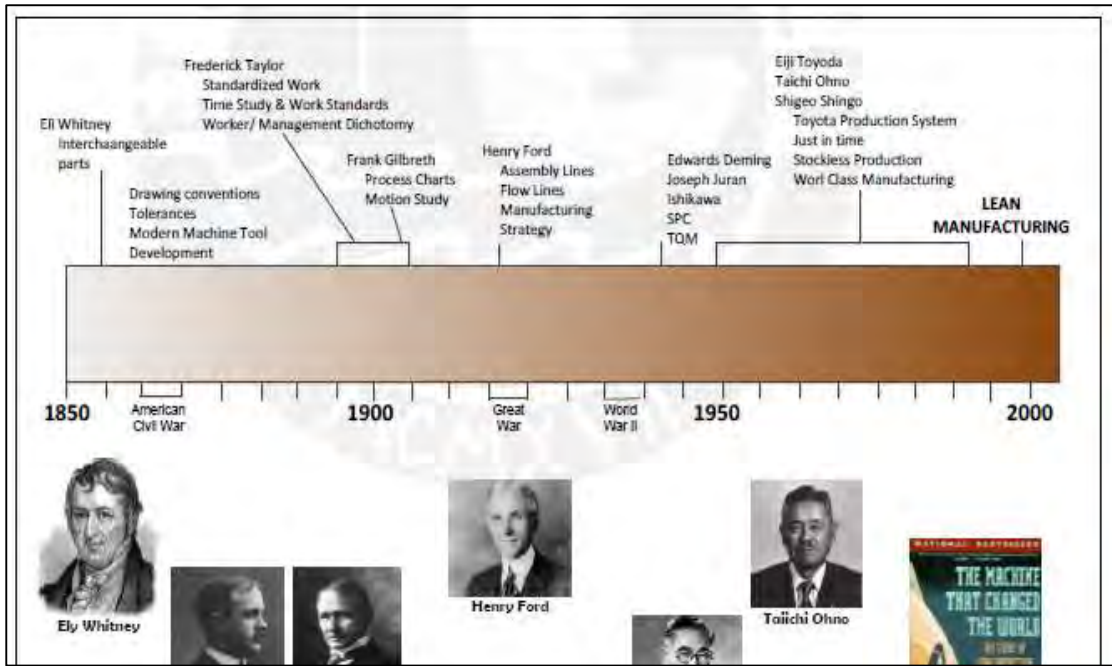 Frederick Taylor
Standardized Work
Time Study & Work Standards
Worker/ Management Dichotomy
Eli Whitney
Interchaangeable
parts
Drawing conventions
Tolerances
Modern Machine Tool
Development
Frank Gilbreth
Process Charts
Motion Study
Henry Ford
Assembly Lines
Flow Lines
Manufacturing
Strategy
Edwards Deming
Joseph Juran
Ishikawa
SPC
TQM
Eiji Toyoda
Taichi Ohno
Shigeo Shingo
Toyota Production System
Just in time
Stockless Production
Worl Class Manufacturing
LEAN
MANUFACTURING
1850
American
Civil War
1900
Great
War
World
War II
1950
2000
Ely Whitney
Henry Ford
Taiichi Ohno
NATIONAL BESTSELLER
THE MACHINE
THAT CHANGED
THE WORLD